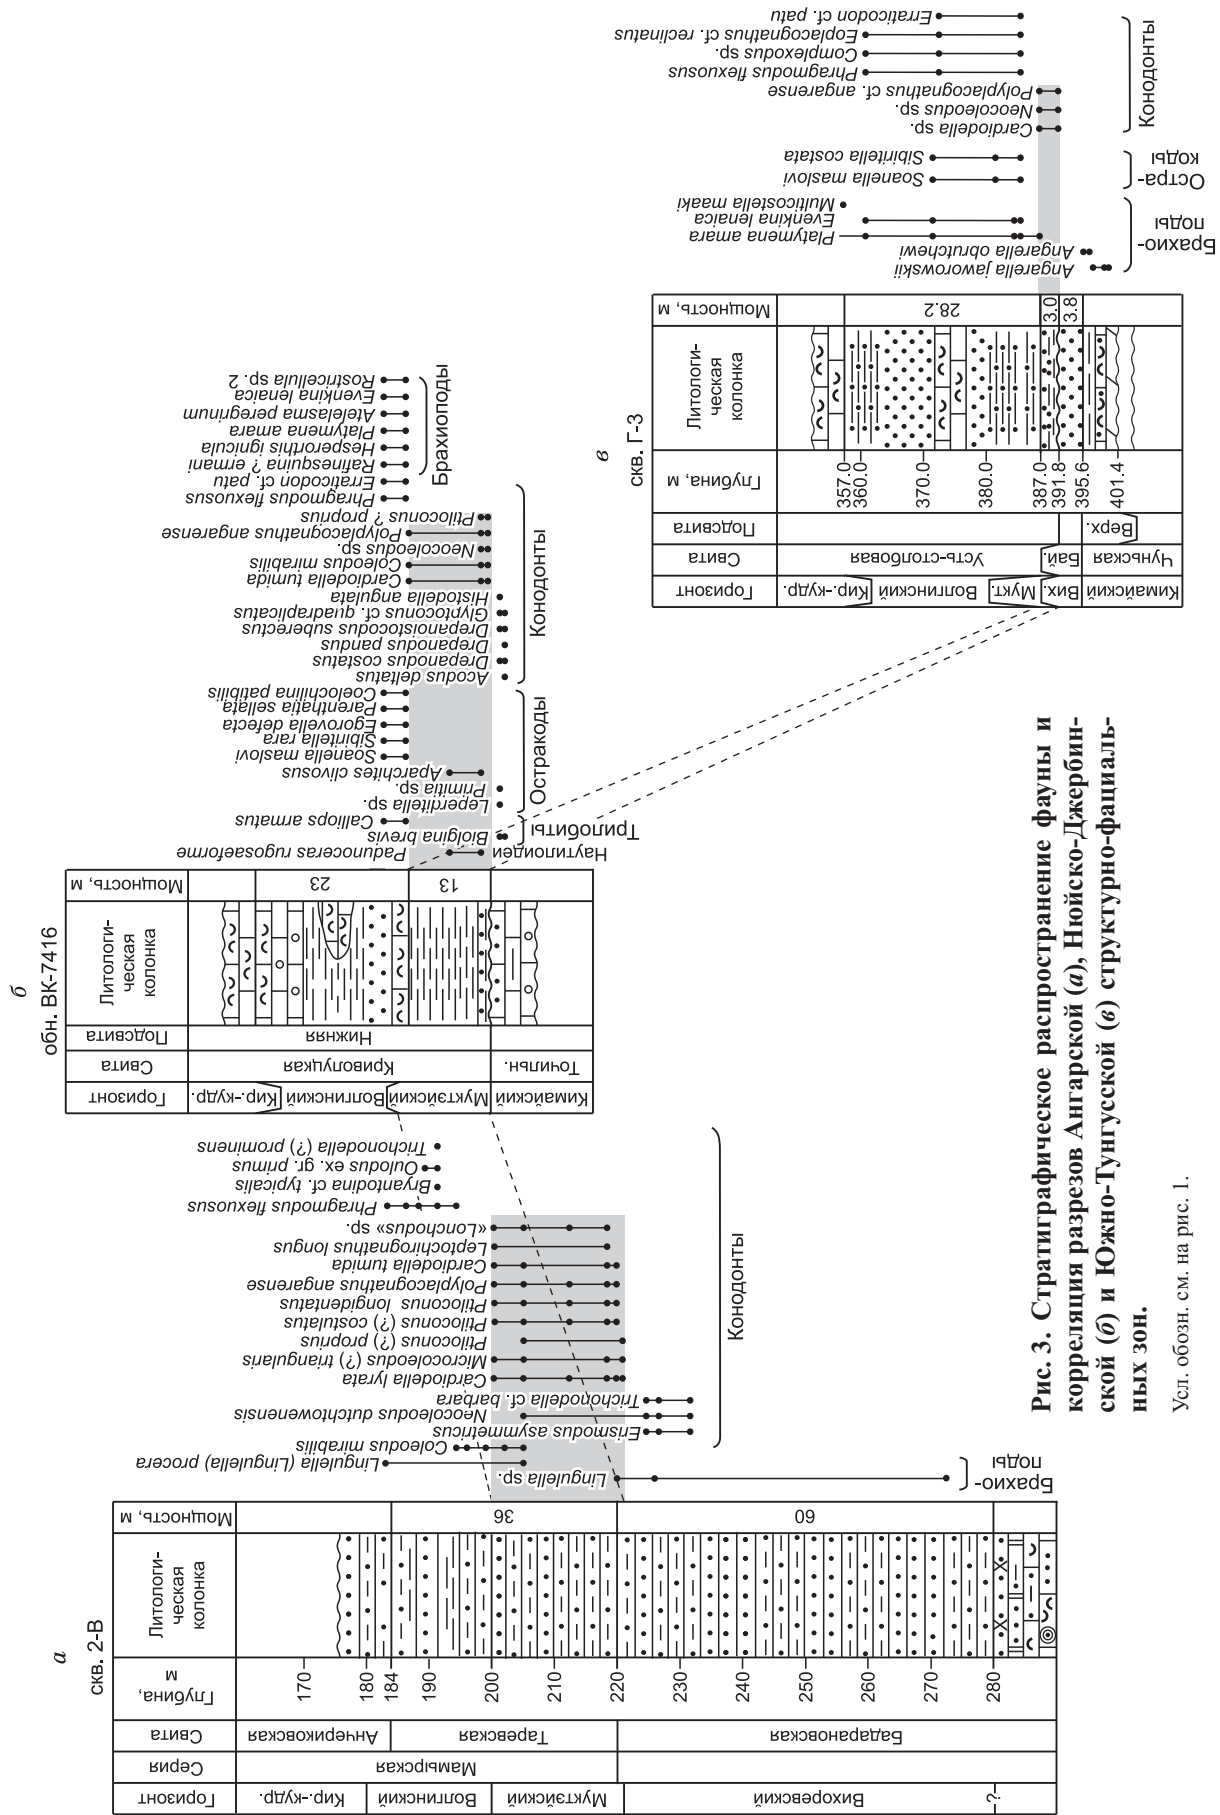 а
скв. 2-В
Горизонт
Серия
Свита
Глубина,
м
Литологи-
ческая
колонка
Мощность, м
Кир.-кудр.
Волгинский
Муктэйский
Вихоревский
?
Мамырская
Анчериковская
Таревская
Бадарановская
170
180
184
190
200
210
220
230
240
250
260
270
280
36
60
Lingulella sp.
Lingulella (Lingulella) procera
Брахио-
поды
Coleodus mirabilis
Erismodus asymmetricus
Neocoleodus dutchtowenensis
Trichonodella cf. barbara
Cardiodella lyrata
Microcoleodus (?) triangularis
Ptiloconus (?) proprius
Ptiloconus (?) costulatus
Ptiloconus longidentatus
Polyplacognathus angarense
Cardiodella tumida
Leptochirognathus longus
«Lonchodus» sp.
Phragmodus flexuosus
Bryantodina cf. typicalis
Oulodus ex. gr. primus
Trichonodella (?) prominens
Конодонты
б
обн. ВК-7416
Горизонт
Свита
Подсвита
Литологи-
ческая
колонка
Мощность, м
Кир.-кудр.
Волгинский
Муктэйский
Кимайский
Криволуцкая
Точильн.
Нижняя
23
13
Padunoceras rugosaeforme
Наутилоидеи
Biolgina brevis
Calliops armatus
Трилобиты
Leperditella sp.
Primitia sp.
Aparchites clivosus
Soanella maslovi
Sibiritella rara
Egorovella defecta
Parenthatia sellata
Coelochilina patibilis
Остракоды
Acodus deltatus
Drepanodus costatus
Drepanodus pandus
Drepanoistocodus suberectus
Glyptoconus cf. quadraplicatus
Histodella angulata
Cardiodella tumida
Coleodus mirabilis
Neocoleodus sp.
Polyplacognathus angarense
Ptiloconus ? proprius
Phragmodus flexuosus
Erraticodon cf. patu
Конодонты
Rafinesquina ? ermani
Hesperorthis ignicula
Platymena amara
Atelelasma peregrinum
Evenkina lenaica
Rostricellula sp. 2
Брахиоподы
в
скв. Г-3
Горизонт
Свита
Подсвита
Глубина, м
Литологи-
ческая
колонка
Мощность, м
Кир.-кудр.
Волгинский
Мукт.
Вих.
Кимайский
Усть-столбовая
Бай.
Чуньская
Верх.
357.0
360.0
370.0
380.0
387.0
391.8
395.6
401.4
28.2
3.0
3.8
Angarella jaworowskii
Angarella obrutchewi
Platymena amara
Evenkina lenaica
Multicostella maaki
Брахио-
поды
Soanella maslovi
Sibiritella costata
Остра-
коды
Cardiodella sp.
Neocoleodus sp.
Polyplacognathus cf. angarense
Phragmodus flexuosus
Complexodus sp.
Eoplacognathus cf. reclinatus
Erraticodon cf. patu
Конодонты
Рис. 3. Стратиграфическое распространение фауны и
корреляция разрезов Ангарской (а), Нюйско-Джербин-
ской (б) и Южно-Тунгусской (в) структурно-фациаль-
ных зон.
Усл. обозн. см. на рис. 1.